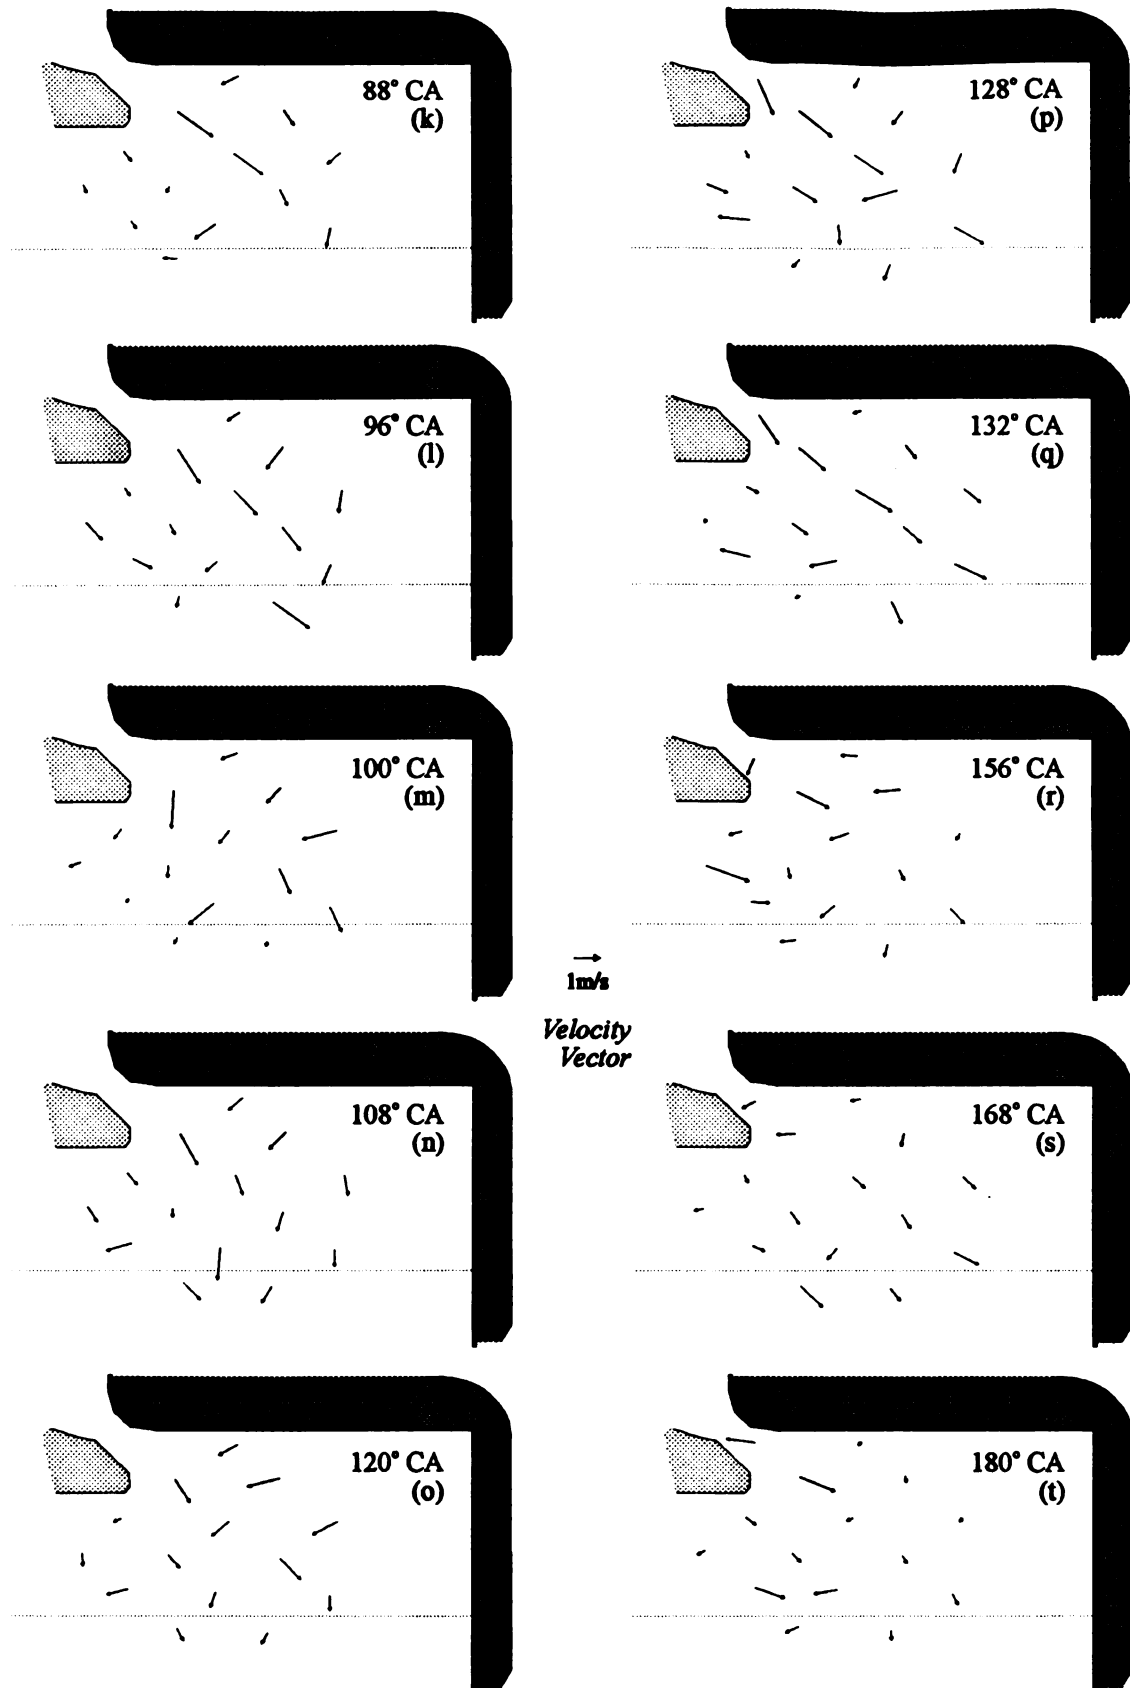 88° CA
(k)
96° CA
(l)
100° CA
(m)
108° CA
(n)
120° CA
(o)
1m/s
Velocity
Vector
128° CA
(p)
132° CA
(q)
156° CA
(r)
168° CA
(s)
180° CA
(t)